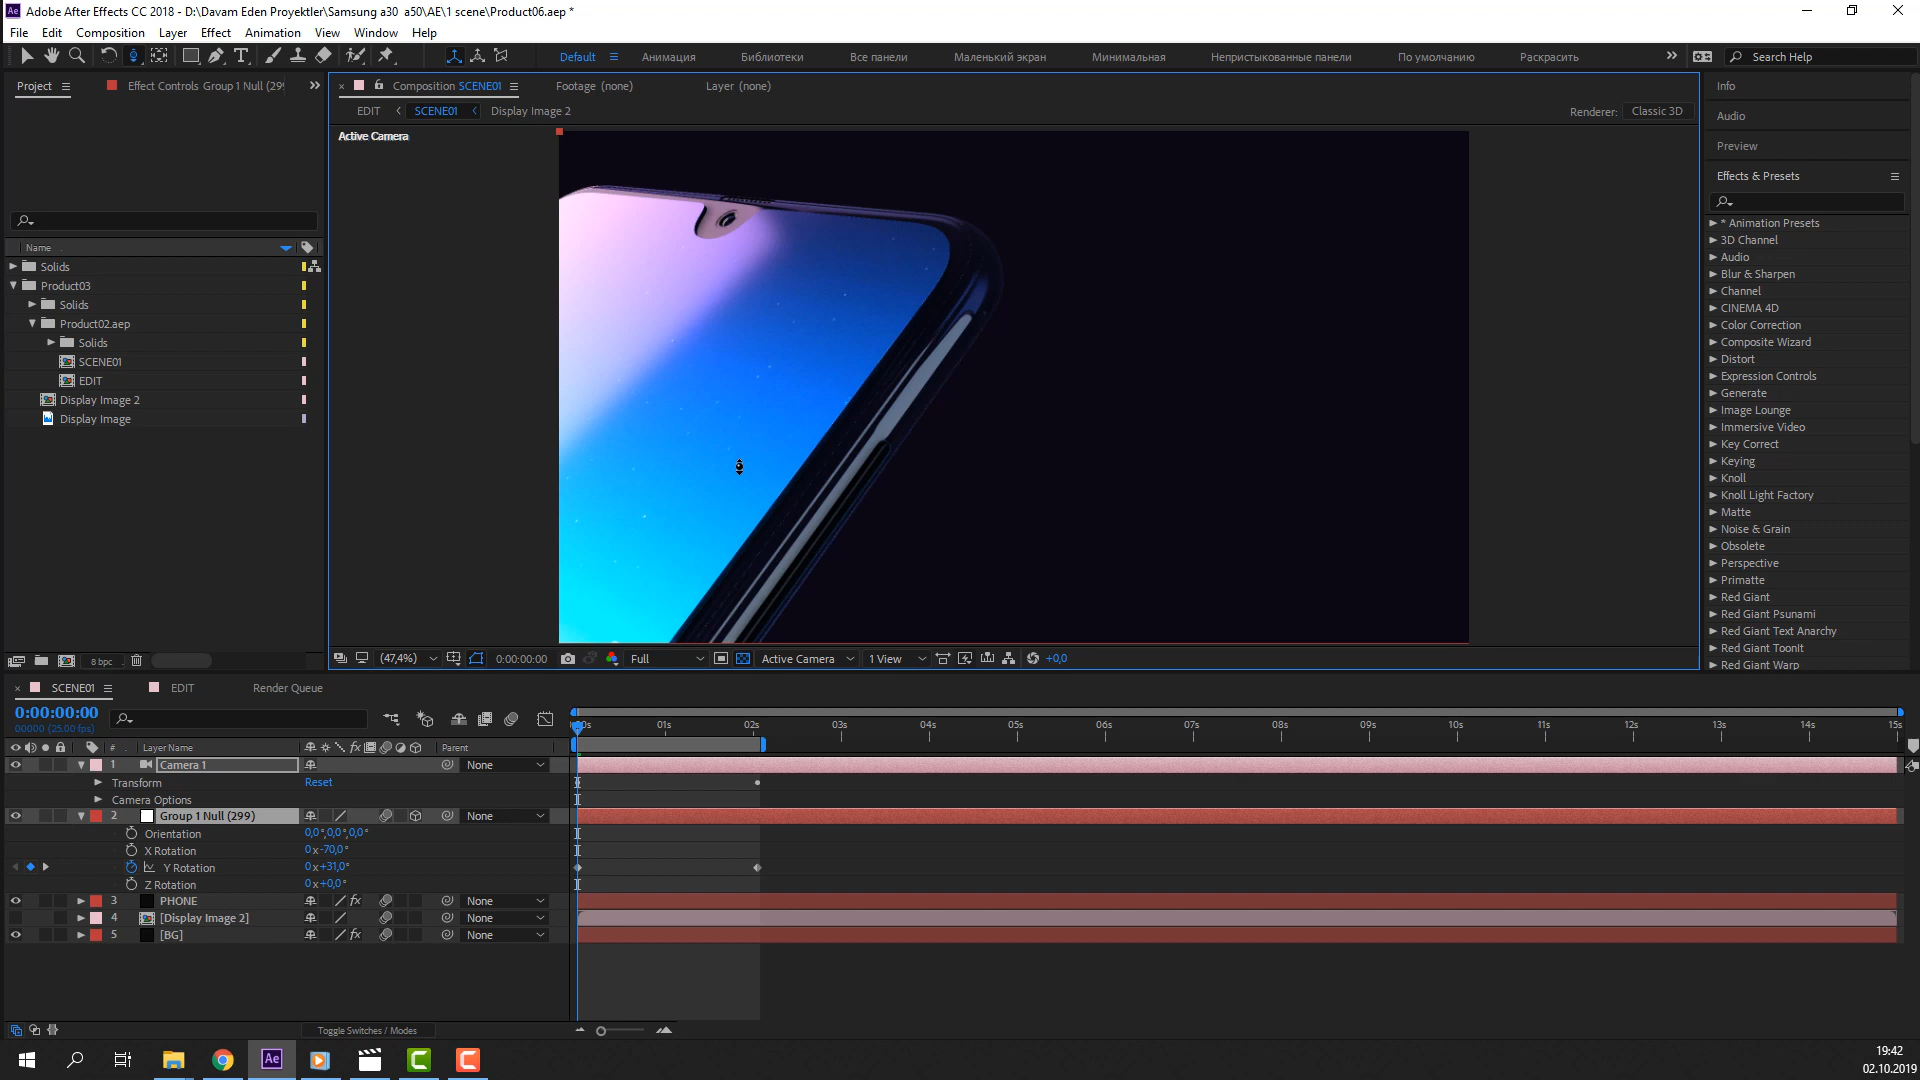 Adobe After Effects CC 2018 - D:\Davam Eden Proyektler\Samsung a30  a50\AE\1 scene\Product06.aep *
File Edit Composition Layer Effect Animation View Window Help
Default Анимация Библиотеки Все панели Маленький экран Минимальная Непристыкованные панели По умолчанию Раскрасить Search Help
Project Effect Controls Group 1 Null (29
Composition SCENE01 Footage (none) Layer (none)
EDIT SCENE01 Display Image 2 Renderer: Classic 3D
Active Camera
Name
Solids
Product03
Solids
Product02.aep
Solids
SCENE01
EDIT
Display Image 2
Display Image
8 bpc
(47,4%) 0:00:00:00 Full Active Camera 1 View +0,0
Info
Audio
Preview
Effects & Presets
* Animation Presets
3D Channel
Audio
Blur & Sharpen
Channel
CINEMA 4D
Color Correction
Composite Wizard
Distort
Expression Controls
Generate
Image Lounge
Immersive Video
Key Correct
Keying
Knoll
Knoll Light Factory
Matte
Noise & Grain
Obsolete
Perspective
Primatte
Red Giant
Red Giant Psunami
Red Giant Text Anarchy
Red Giant ToonIt
Red Giant Warp
SCENE01 EDIT Render Queue
0:00:00:00
00000 (25.00 fps)
00s 01s 02s 03s 04s 05s 06s 07s 08s 09s 10s 11s 12s 13s 14s 15s
# Layer Name Parent
1 Camera 1 None
Transform Reset
Camera Options
2 Group 1 Null (299) None
Orientation 0,0°,0,0°,0,0°
X Rotation 0x-70,0°
Y Rotation 0x+31,0°
Z Rotation 0x+0,0°
3 PHONE None
4 [Display Image 2] None
5 [BG] None
Toggle Switches / Modes
19:42
02.10.2019